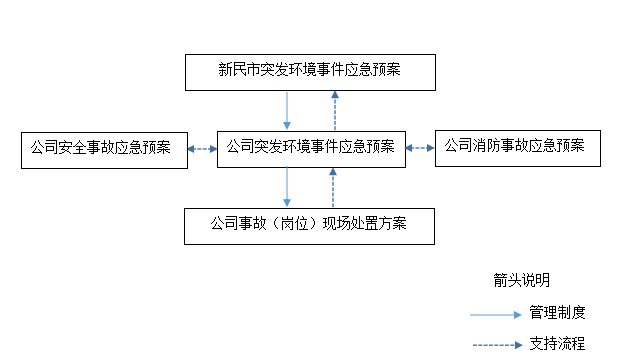 新民市突发环境事件应急预案
公司安全事故应急预案
公司突发环境事件应急预案
公司消防事故应急预案
公司事故（岗位）现场处置方案
箭头说明
管理制度
支持流程